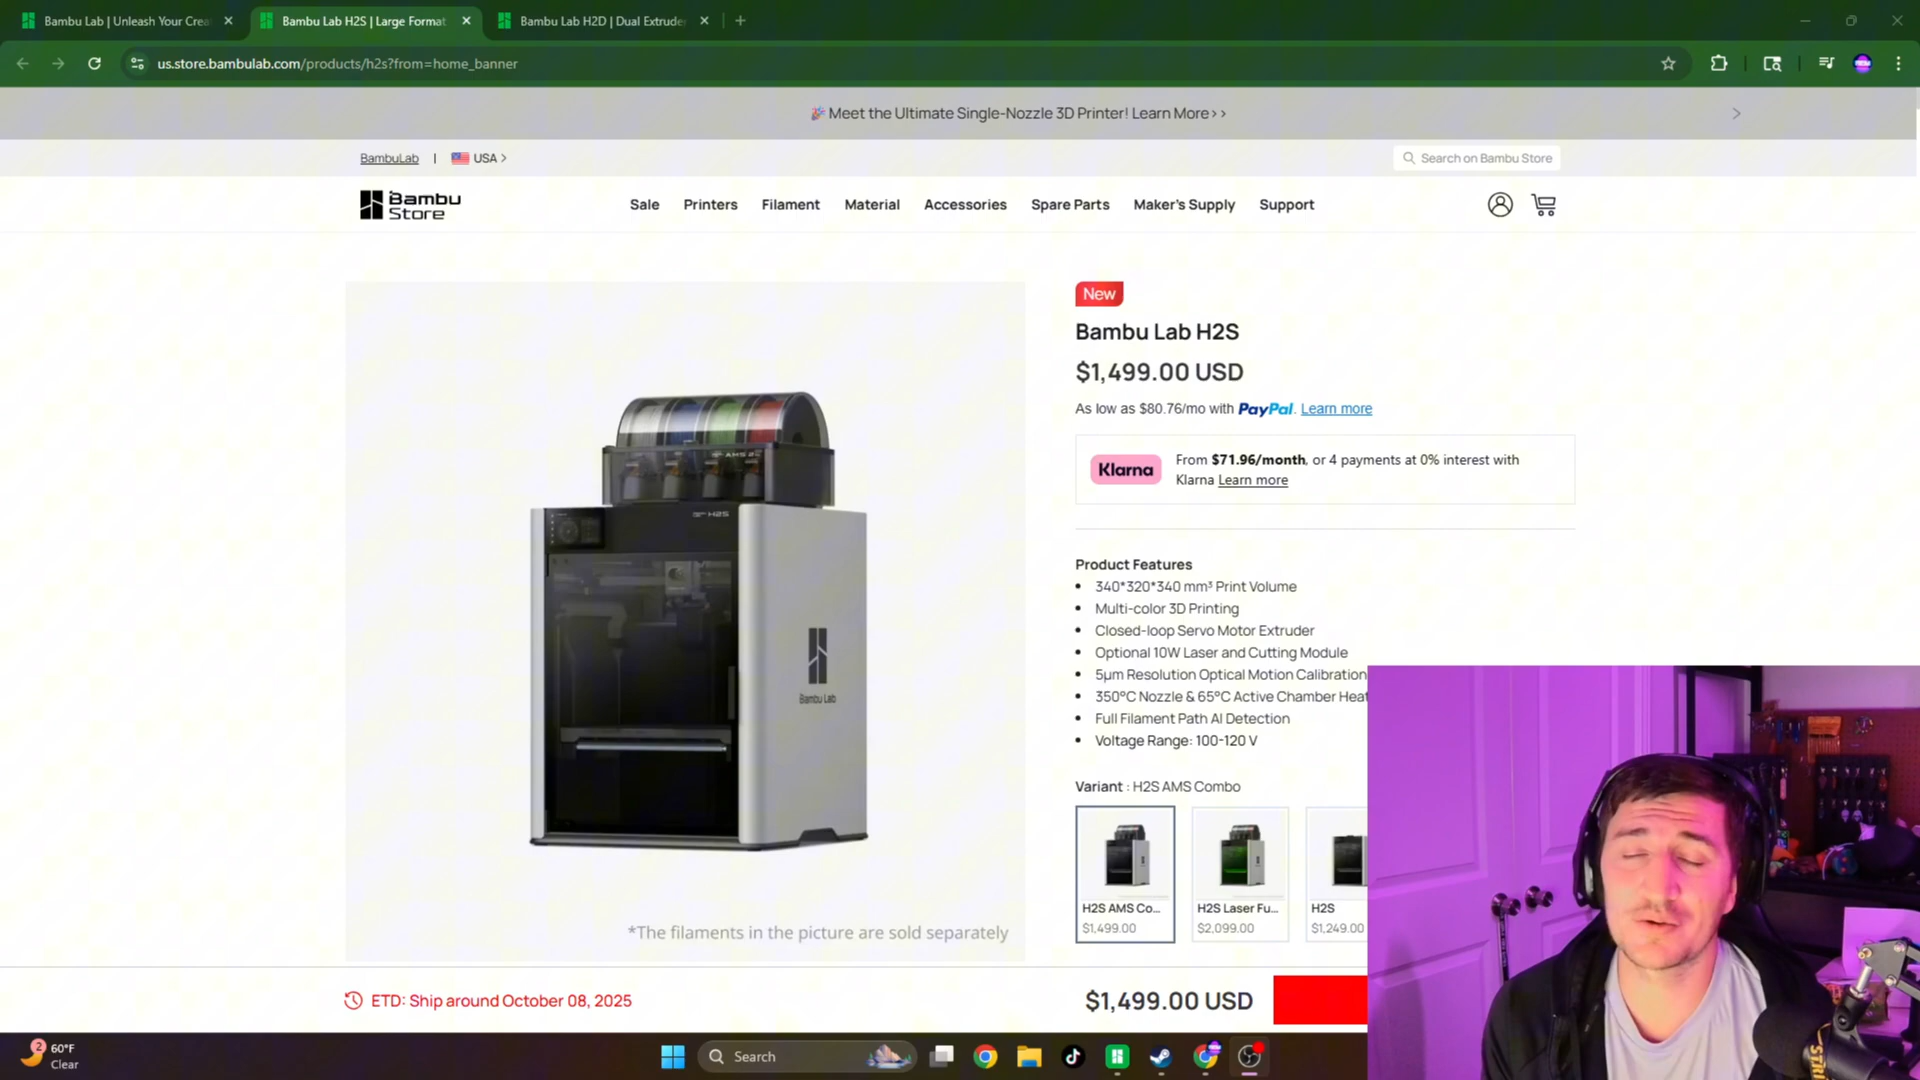 Bambu Lab | Unleash Your Crea
Bambu Lab H2S | Large Format
Bambu Lab H2D | Dual Extruder
us.store.bambulab.com/products/h2s?from=home_banner
🎉 Meet the Ultimate Single-Nozzle 3D Printer! Learn More>>
BambuLab | USA >
Search on Bambu Store
Bambu
Store
Sale Printers Filament Material Accessories Spare Parts Maker's Supply Support
New
Bambu Lab H2S
$1,499.00 USD
As low as $80.76/mo with PayPal. Learn more
Klarna
From $71.96/month, or 4 payments at 0% interest with
Klarna Learn more
Product Features
• 340*320*340 mm³ Print Volume
• Multi-color 3D Printing
• Closed-loop Servo Motor Extruder
• Optional 10W Laser and Cutting Module
• 5μm Resolution Optical Motion Calibration
• 350°C Nozzle & 65°C Active Chamber Heat
• Full Filament Path AI Detection
• Voltage Range: 100-120 V
Variant : H2S AMS Combo
H2S AMS Co...
$1,499.00
H2S Laser Fu...
$2,099.00
H2S
$1,249.00
AMS 2
H2S
Bambu Lab
*The filaments in the picture are sold separately
ETD: Ship around October 08, 2025
$1,499.00 USD
2
60°F
Clear
Search